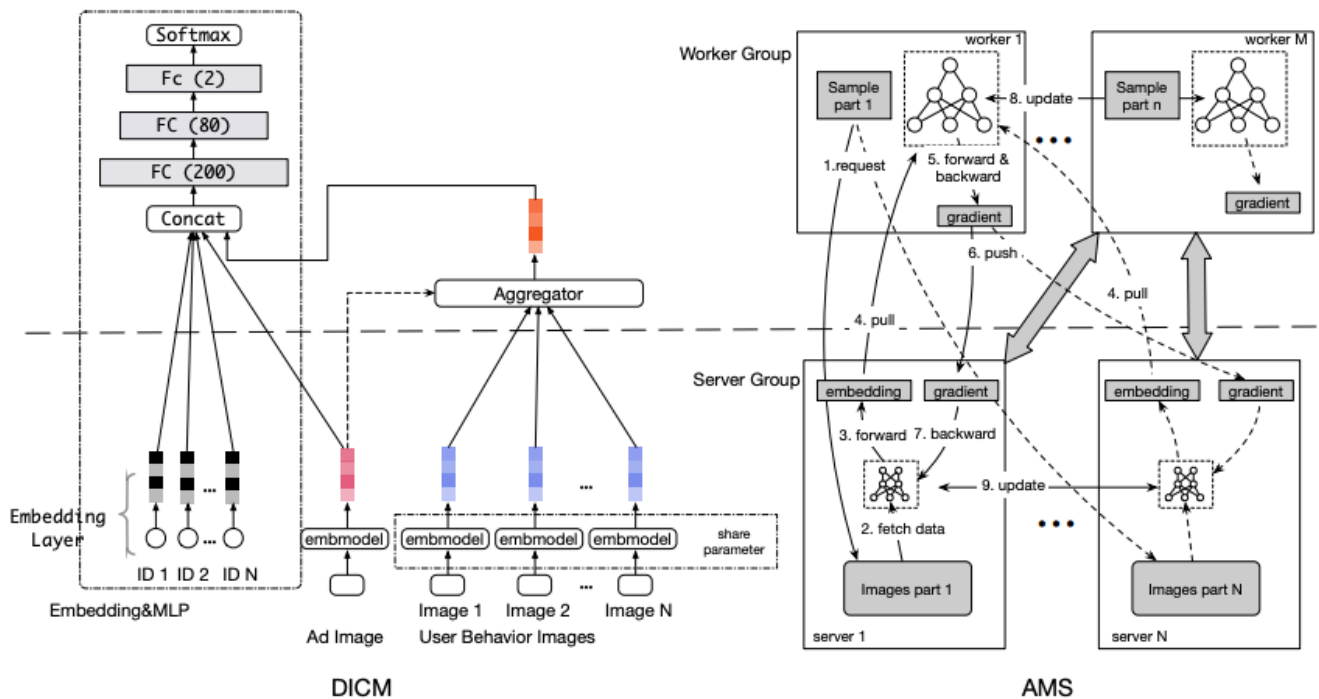 Softmax
Fc (2)
FC (80)
FC (200)
Concat
Aggregator
Embedding
Layer
...
...
...
ID 1 ID 2 ID N
Embedding&MLP
embmodel
embmodel
embmodel
embmodel
share
parameter
...
Ad Image
Image 1
Image 2
Image N
User Behavior Images
DICM
Worker Group
worker 1
worker M
Sample
part 1
Sample
part n
8. update
1.request
5. forward &
backward
gradient
gradient
6. push
4. pull
4. pull
Server Group
embedding
gradient
embedding
gradient
3. forward
7. backward
9. update
2. fetch data
Images part 1
Images part N
server 1
server N
AMS